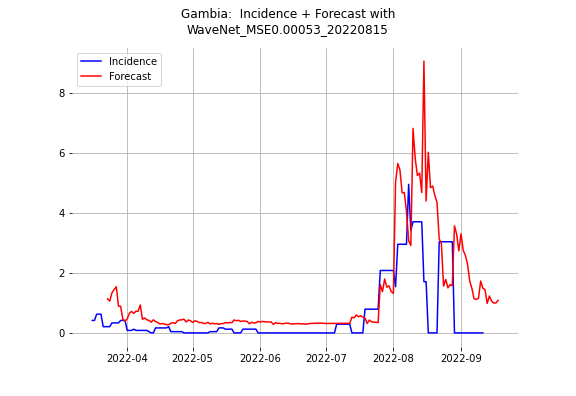 Gambia:  Incidence + Forecast with
WaveNet_MSE0.00053_20220815
Incidence
Forecast
8
6
4
2
0
2022-04 2022-05 2022-06 2022-07 2022-08 2022-09